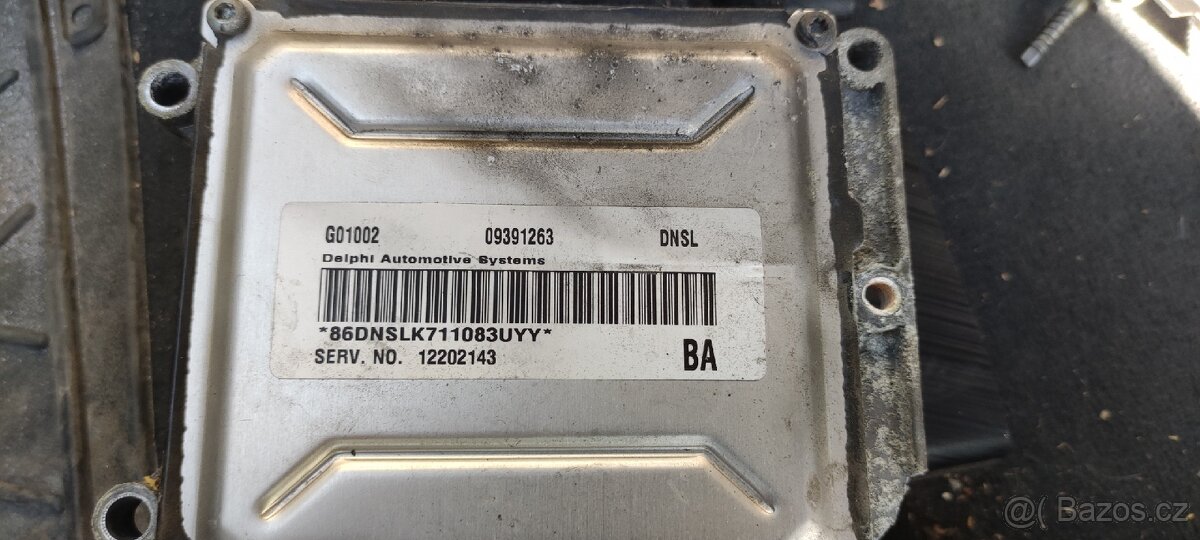 G01002 09391263 DNSL
Delphi Automotive Systems
*86DNSLK711083UYY*
SERV. NO. 12202143 BA
@ Bazos.cz